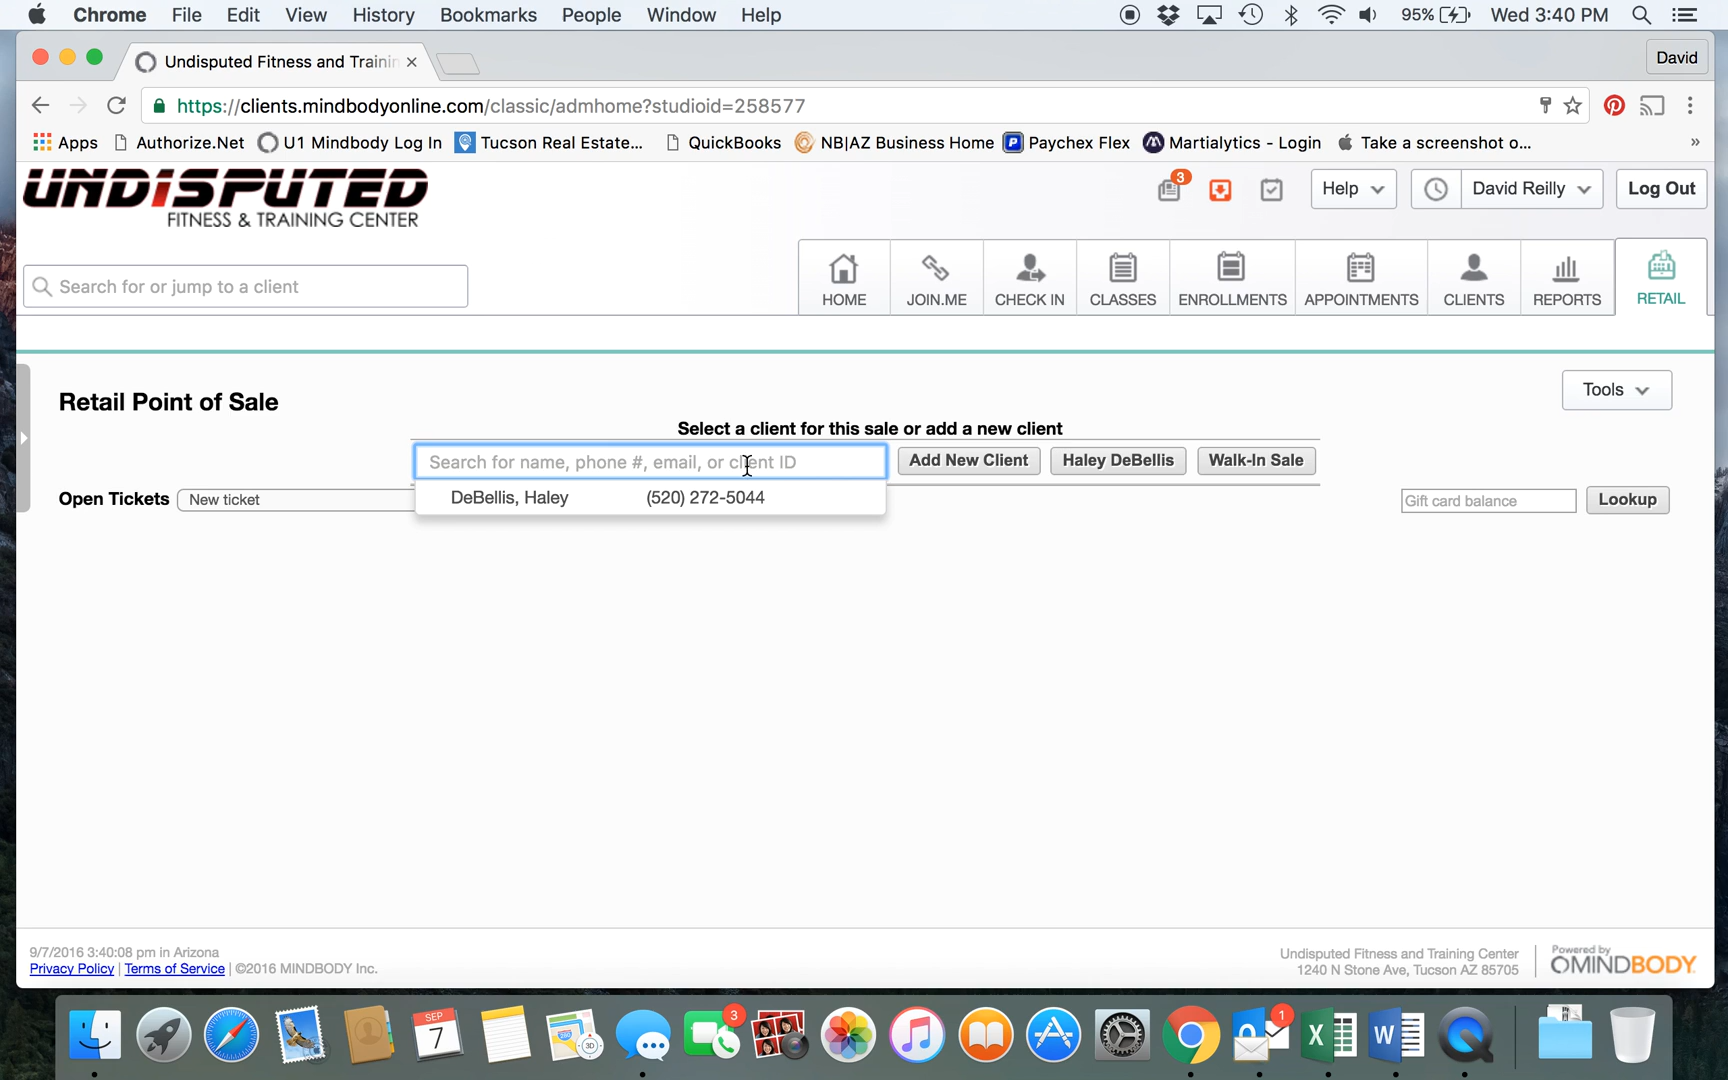 Chrome File Edit View History Bookmarks People Window Help 95% Wed 3:40 PM
Undisputed Fitness and Trainin David
https://clients.mindbodyonline.com/classic/admhome?studioid=258577
Apps Authorize.Net U1 Mindbody Log In Tucson Real Estate... QuickBooks NB|AZ Business Home Paychex Flex Martialytics - Login Take a screenshot o... »
UNDISPUTED
FITNESS & TRAINING CENTER
3 Help David Reilly Log Out
Search for or jump to a client
HOME JOIN.ME CHECK IN CLASSES ENROLLMENTS APPOINTMENTS CLIENTS REPORTS RETAIL
Retail Point of Sale Tools
Select a client for this sale or add a new client
Search for name, phone #, email, or client ID Add New Client Haley DeBellis Walk-In Sale
DeBellis, Haley (520) 272-5044
Open Tickets New ticket Gift card balance Lookup
9/7/2016 3:40:08 pm in Arizona
Privacy Policy | Terms of Service | ©2016 MINDBODY Inc.
Undisputed Fitness and Training Center
1240 N Stone Ave, Tucson AZ 85705
Powered by
MINDBODY
SEP
7
3D
3
1